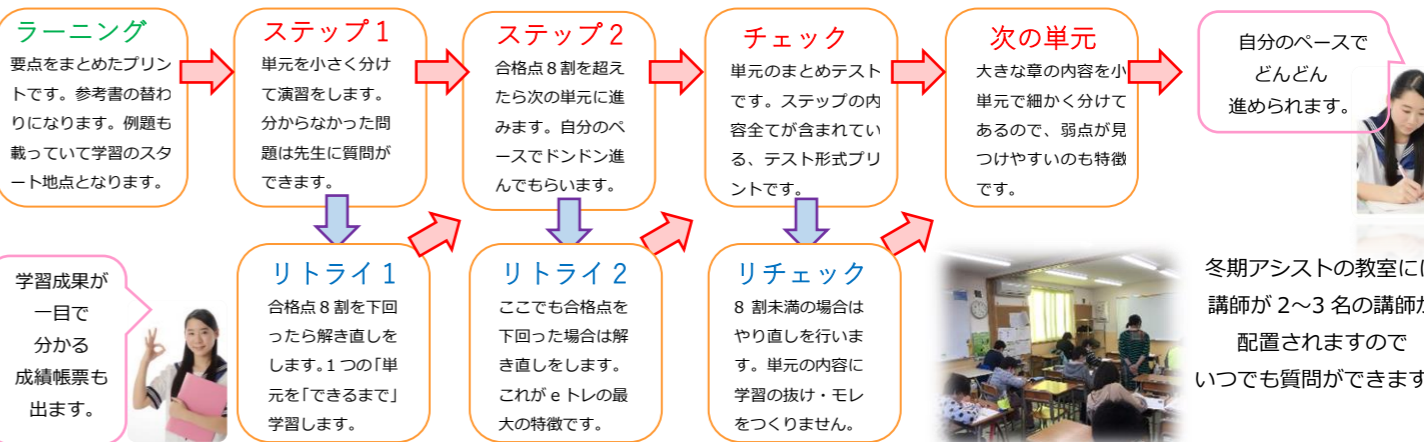 ラーニング
要点をまとめたプリン
トです。参考書の替わ
りになります。例題も
載っていて学習のスタ
ート地点となります。
ステップ1
単元を小さく分け
て演習をします。
分からなかった問
題は先生に質問が
できます。
ステップ2
合格点8割を超え
たら次の単元に進
みます。自分のペ
ースでドンドン進
んでもらいます。
チェック
単元のまとめテスト
です。ステップの内
容全てが含まれてい
る、テスト形式プリ
ントです。
次の単元
大きな章の内容を小
単元で細かく分けて
あるので、弱点が見
つけやすいのも特徴
です。
自分のペースで
どんどん
進められます。
学習成果が
一目で
分かる
成績帳票も
出ます。
リトライ1
合格点8割を下回
ったら解き直しを
します。1つの「単
元を「できるまで」
学習します。
リトライ2
ここでも合格点を
下回った場合は解
き直しをします。
これがeトレの最
大の特徴です。
リチェック
8割未満の場合は
やり直しを行いま
す。単元の内容に
学習の抜け・モレ
をつくりません。
冬期アシストの教室に
講師が2～3名の講師
配置されますので
いつでも質問ができます